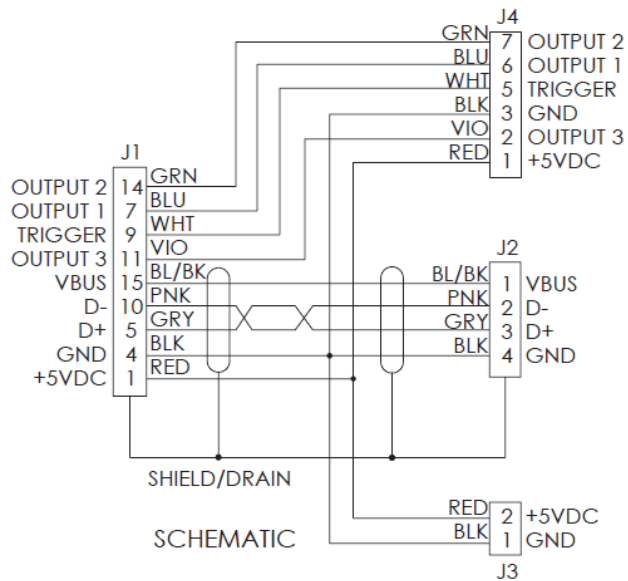 J4
GRN 7 OUTPUT 2
BLU 6 OUTPUT 1
WHT 5 TRIGGER
BLK 3 GND
VIO 2 OUTPUT 3
RED 1 +5VDC
J1
OUTPUT 2 14 GRN
OUTPUT 1 7 BLU
TRIGGER 9 WHT
OUTPUT 3 11 VIO
VBUS 15 BL/BK
D- 10 PNK
D+ 5 GRY
GND 4 BLK
+5VDC 1 RED
J2
BL/BK 1 VBUS
PNK 2 D-
GRY 3 D+
BLK 4 GND
SHIELD/DRAIN
SCHEMATIC
RED 2 +5VDC
BLK 1 GND
J3